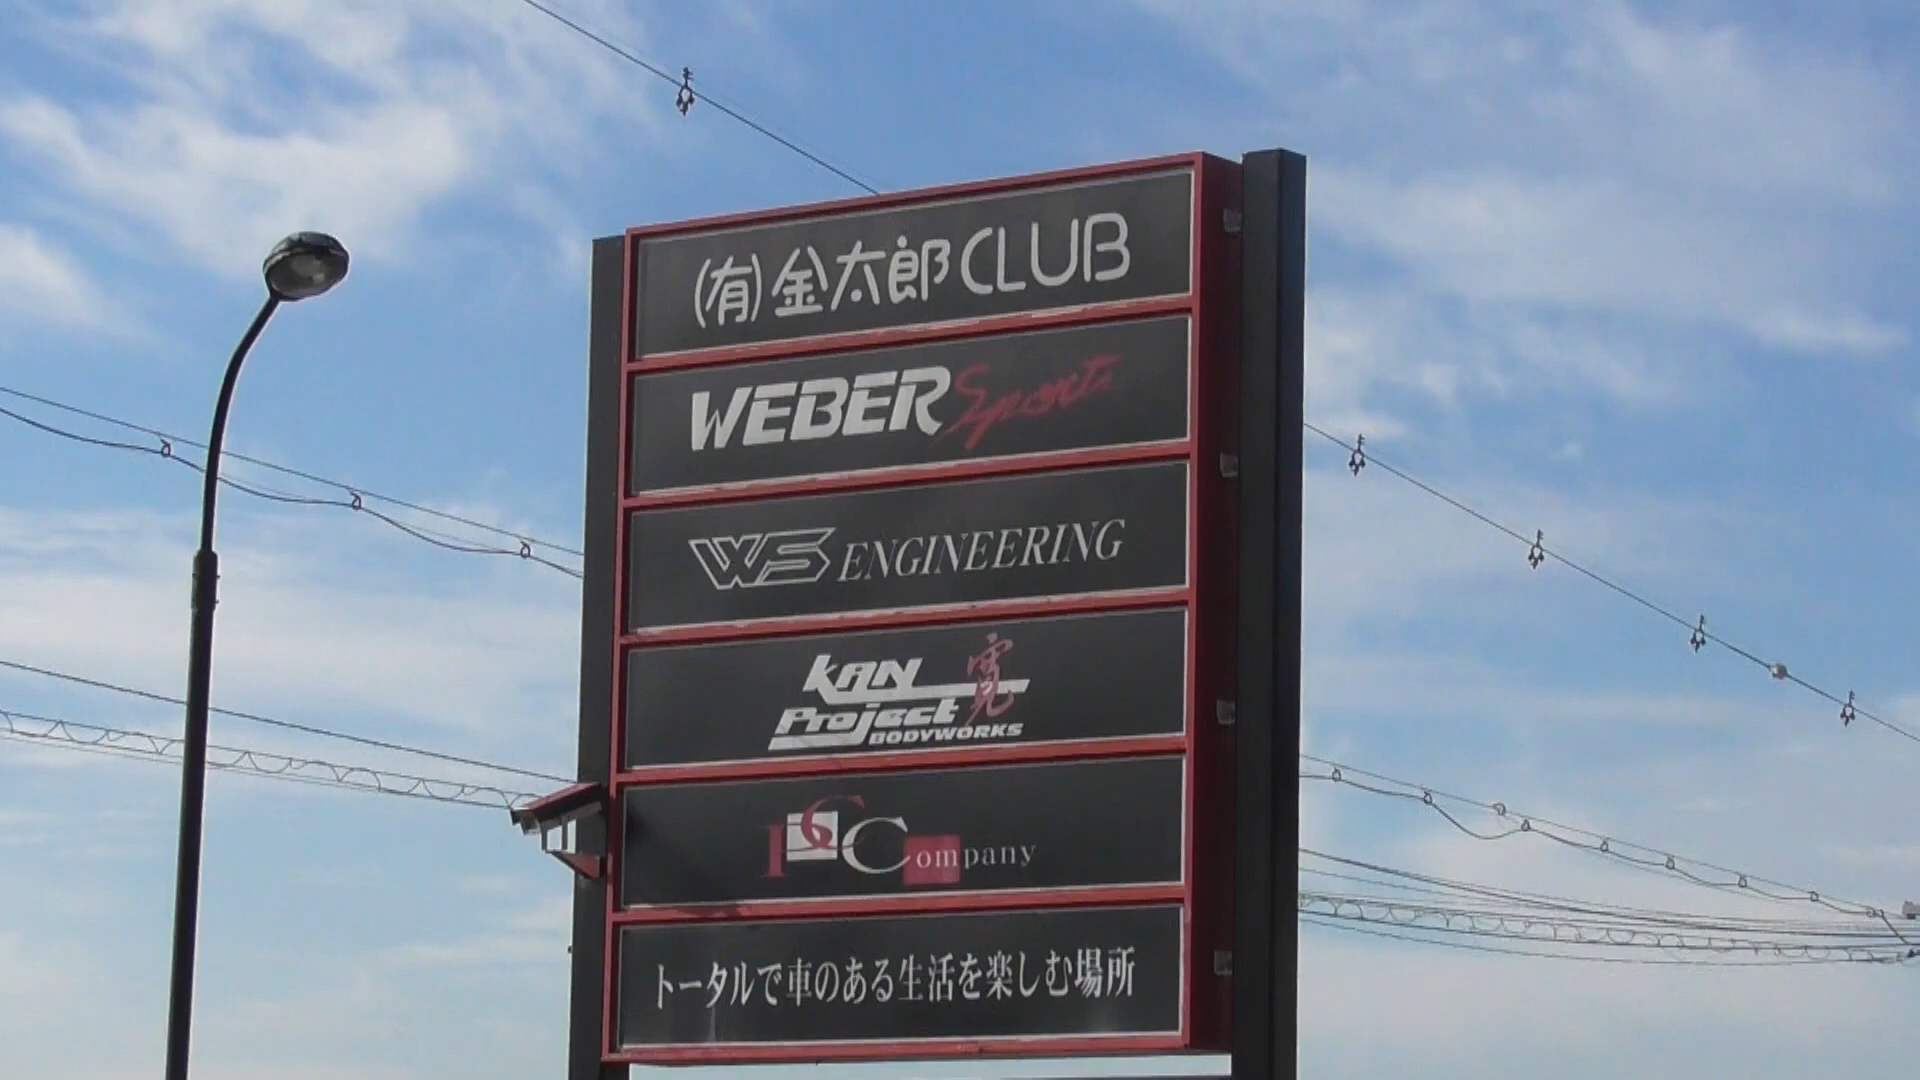 (有)金太郎CLUB
WEBER Sports
WS ENGINEERING
KAN 寛
Project
BODYWORKS
ISC Company
トータルで車のある生活を楽しむ場所